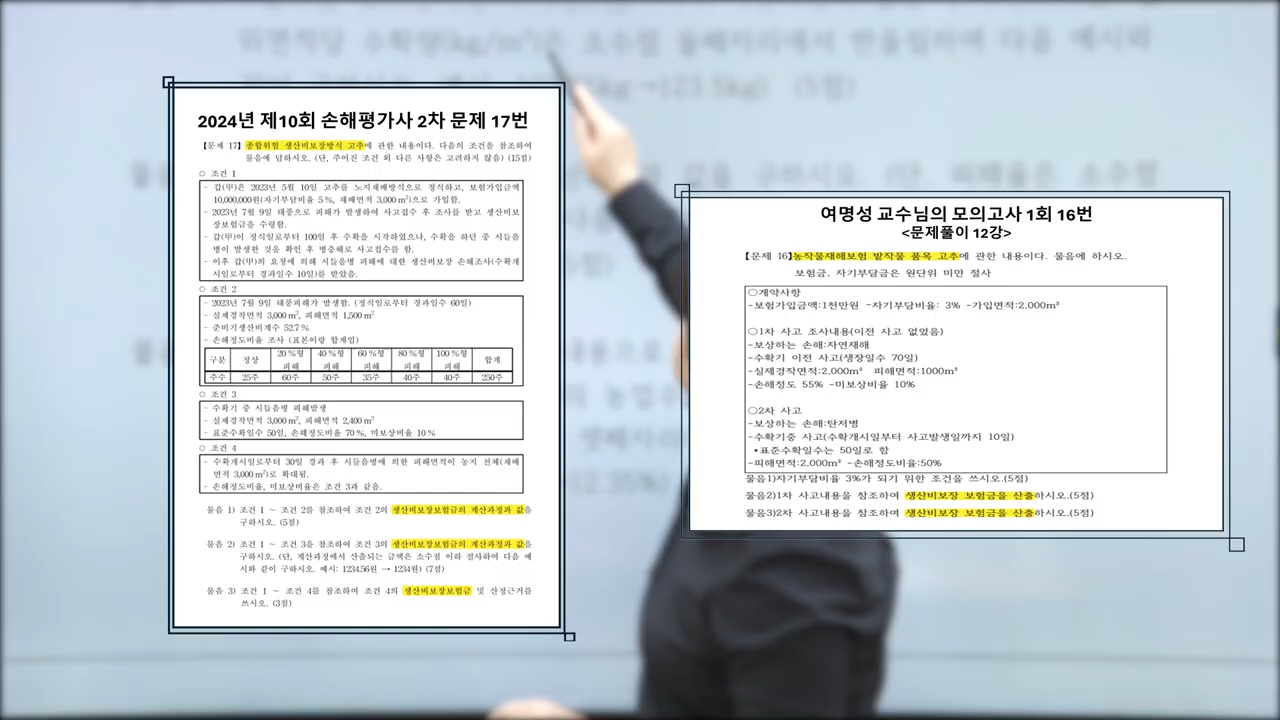 위면적당 수확량(kg/m²)은 소수점 둘째자리에서 반올림하여 다음 예시와
2024년 제10회 손해평가사 2차 문제 17번
【문제 17】 종합위험 생산비보장방식 고추에 관한 내용이다. 다음의 조건을 참조하여
물음에 답하시오. (단, 주어진 조건 외 다른 사항은 고려하지 않음) (15점)
○ 조건 1
- 갑(甲)은 2023년 5월 10일 고추를 노지재배방식으로 정식하고, 보험가입금액
10,000,000원(자기부담비율 5%, 재배면적 3,000㎡)으로 가입함.
- 2023년 7월 9일 태풍으로 피해가 발생하여 사고접수 후 조사를 받고 생산비보
장보험금을 수령함.
- 갑(甲)이 정식일로부터 100일 후 수확을 시작하였으나, 수확을 하던 중 시들음
병이 발생한 것을 확인 후 병충해로 사고접수를 함.
- 이후 갑(甲)의 요청에 의해 시들음병 피해에 대한 생산비보장 손해조사(수확개
시일로부터 경과일수 10일)를 받았음.
○ 조건 2
- 2023년 7월 9일 태풍피해가 발생함. (정식일로부터 경과일수 60일)
- 실제경작면적 3,000㎡, 피해면적 1,500㎡
- 준비기생산비계수 52.7%
- 손해정도비율 조사 (표본이랑 합계임)
구분 정상 20%형 피해 40%형 피해 60%형 피해 80%형 피해 100%형 피해 합계
주수 25주 60주 50주 35주 40주 40주 250주
○ 조건 3
- 수확기 중 시들음병 피해발생
- 실제경작면적 3,000㎡, 피해면적 2,400㎡
- 표준수확일수 50일, 손해정도비율 70%, 미보상비율 10%
○ 조건 4
- 수확개시일로부터 30일 경과 후 시들음병에 의한 피해면적이 농지 전체(재배
면적 3,000㎡)로 확대됨.
- 손해정도비율, 미보상비율은 조건 3과 같음.
물음 1) 조건 1 ~ 조건 2를 참조하여 조건 2의 생산비보장보험금의 계산과정과 값을
구하시오. (5점)
물음 2) 조건 1 ~ 조건 3을 참조하여 조건 3의 생산비보장보험금의 계산과정과 값을
구하시오. (단, 계산과정에서 산출되는 금액은 소수점 이하 절사하여 다음 예
시와 같이 구하시오. 예시: 1234.56원 → 1234원) (7점)
물음 3) 조건 1 ~ 조건 4를 참조하여 조건 4의 생산비보장보험금 및 산정근거를
쓰시오. (3점)
여명성 교수님의 모의고사 1회 16번
<문제풀이 12강>
【문제 16】농작물재해보험 밭작물 품목 고추에 관한 내용이다. 물음에 하시오.
보험금, 자기부담금은 원단위 미만 절사
○계약사항
-보험가입금액:1천만원 -자기부담비율: 3% -가입면적:2,000㎡
○1차 사고 조사내용(이전 사고 없었음)
-보상하는 손해:자연재해
-수확기 이전 사고(생장일수 70일)
-실제경작면적:2,000㎡ 피해면적:1000㎡
-손해정도 55% -미보상비율 10%
○2차 사고
-보상하는 손해:탄저병
-수확기중 사고(수확개시일부터 사고발생일까지 10일)
•표준수확일수는 50일로 함
-피해면적:2,000㎡ -손해정도비율:50%
물음1)자기부담비율 3%가 되기 위한 조건을 쓰시오.(5점)
물음2)1차 사고내용을 참조하여 생산비보장 보험금을 산출하시오.(5점)
물음3)2차 사고내용을 참조하여 생산비보장 보험금을 산출하시오.(5점)